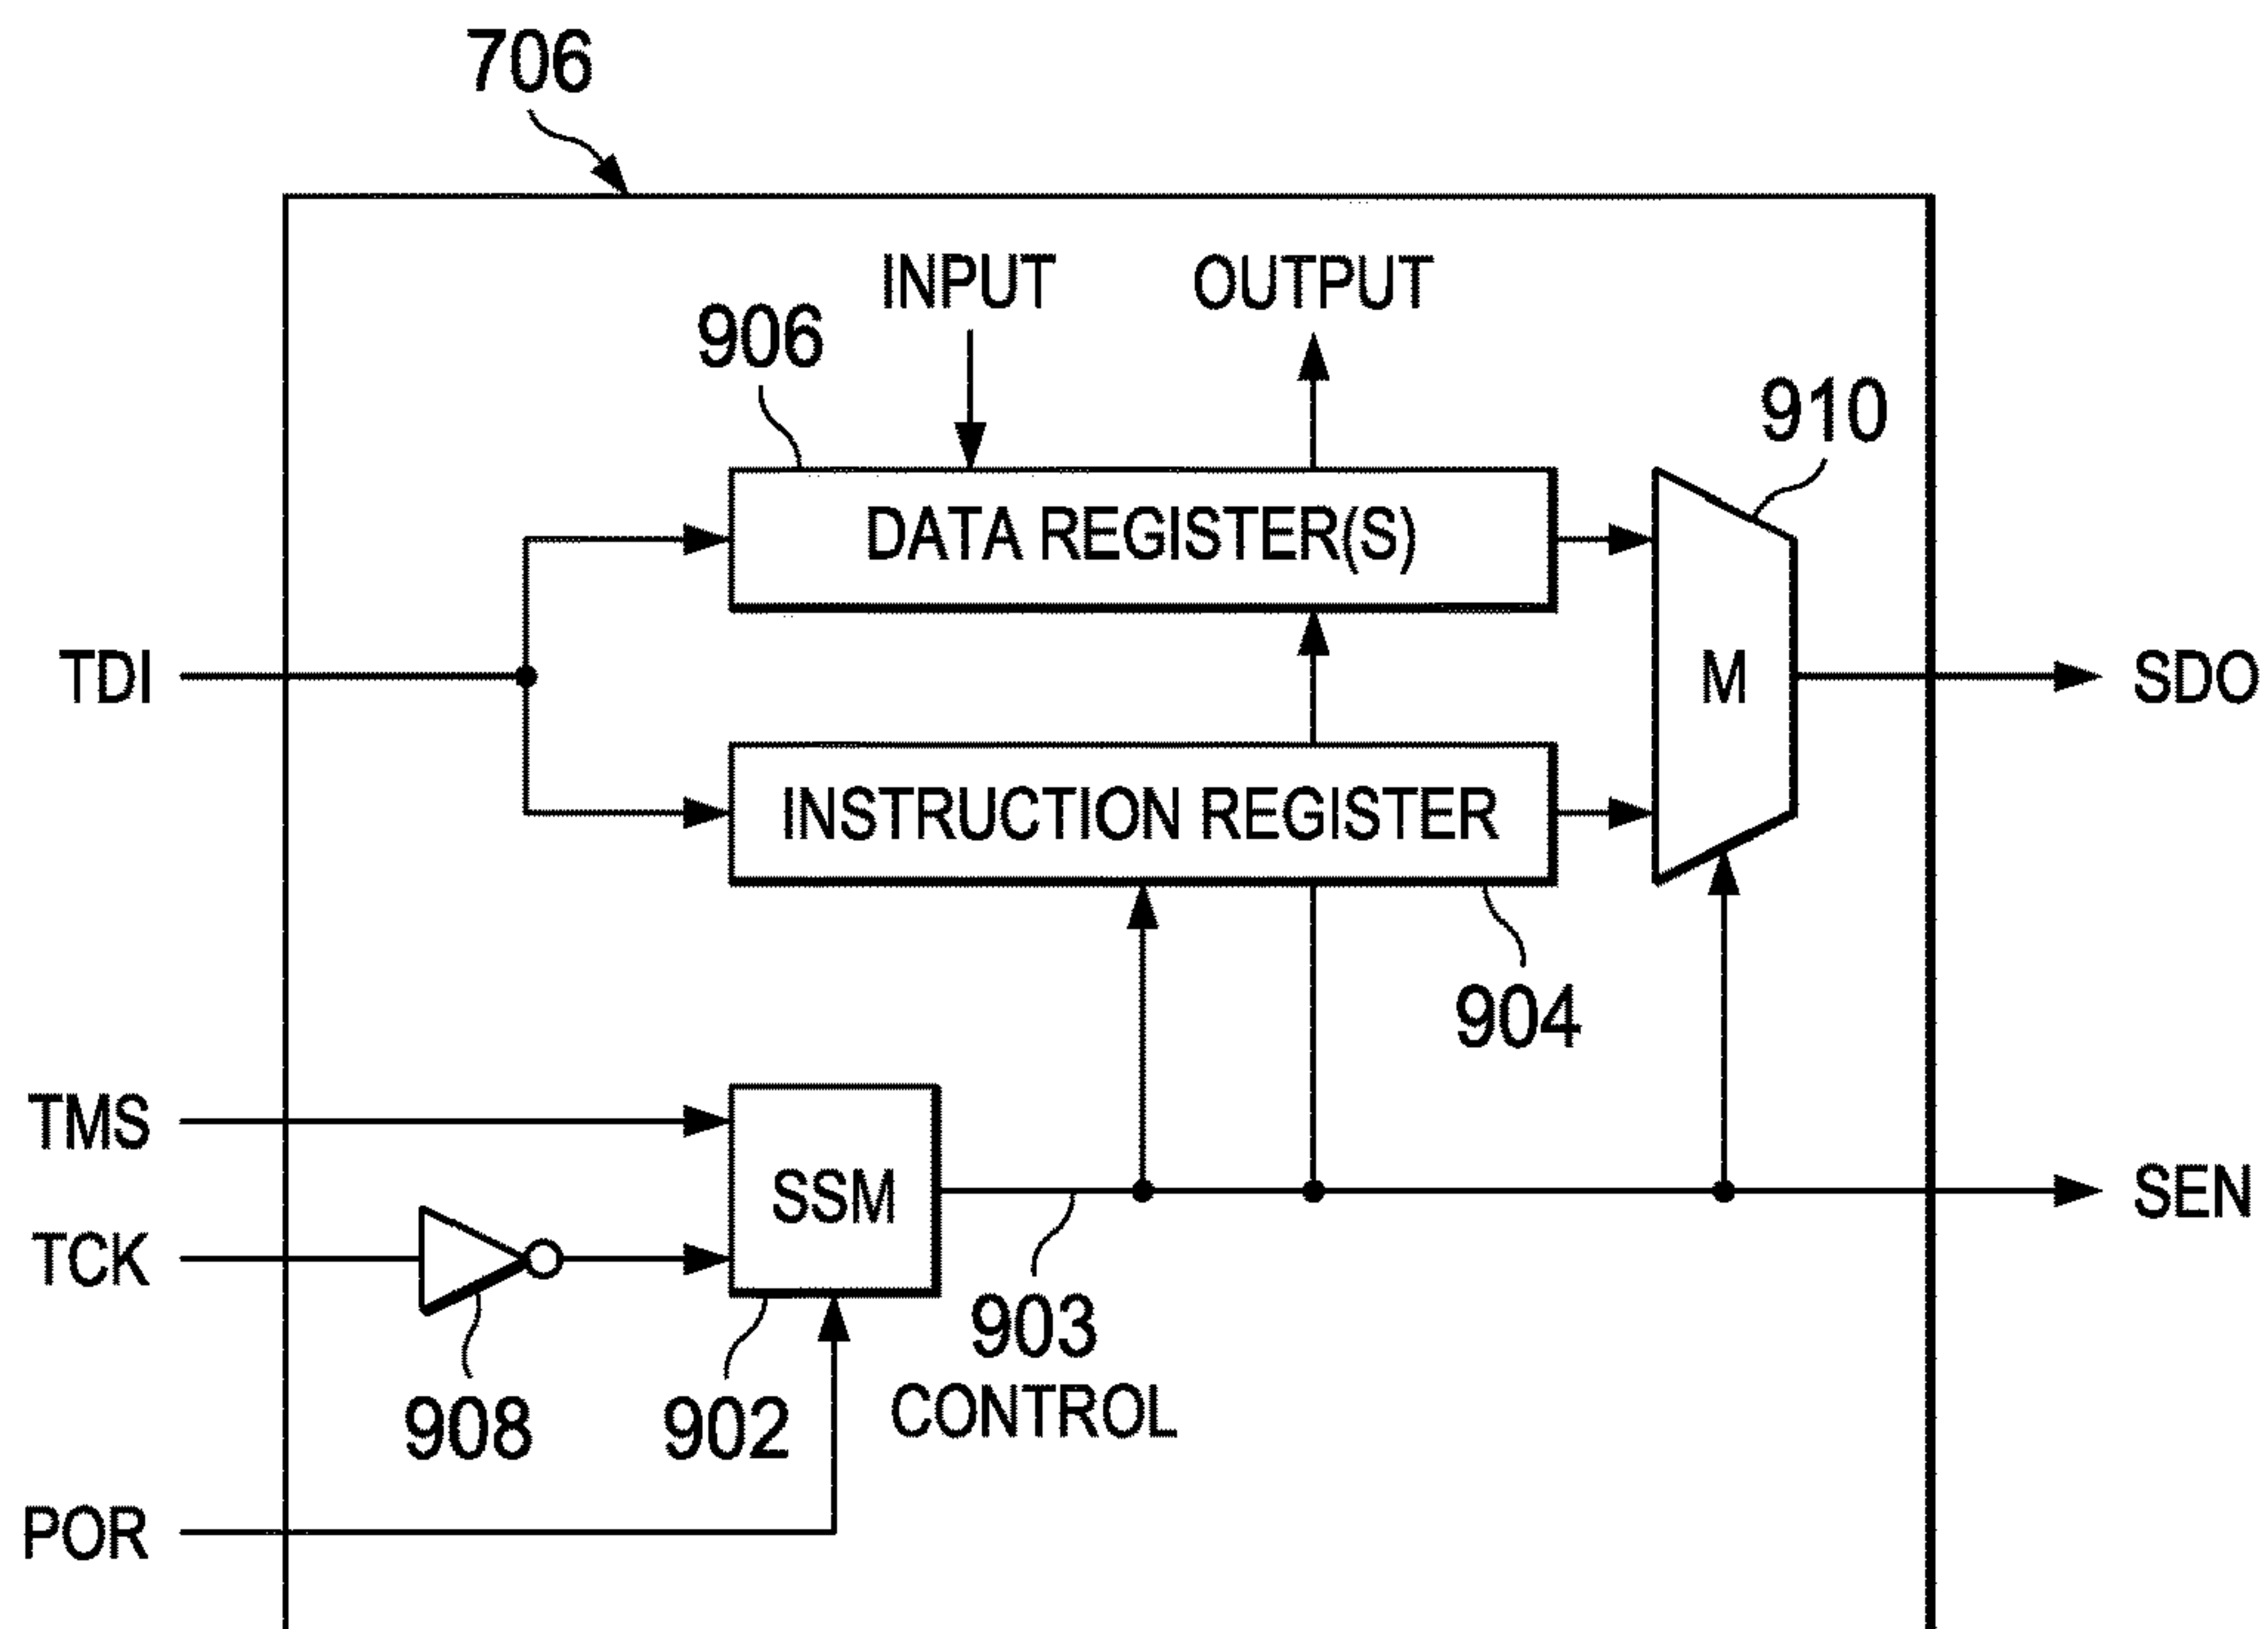 706
INPUT
OUTPUT
906
910
DATA REGISTER(S)
TDI
M
SDO
INSTRUCTION REGISTER
904
TMS
SSM
SEN
TCK
903
CONTROL
908
902
POR